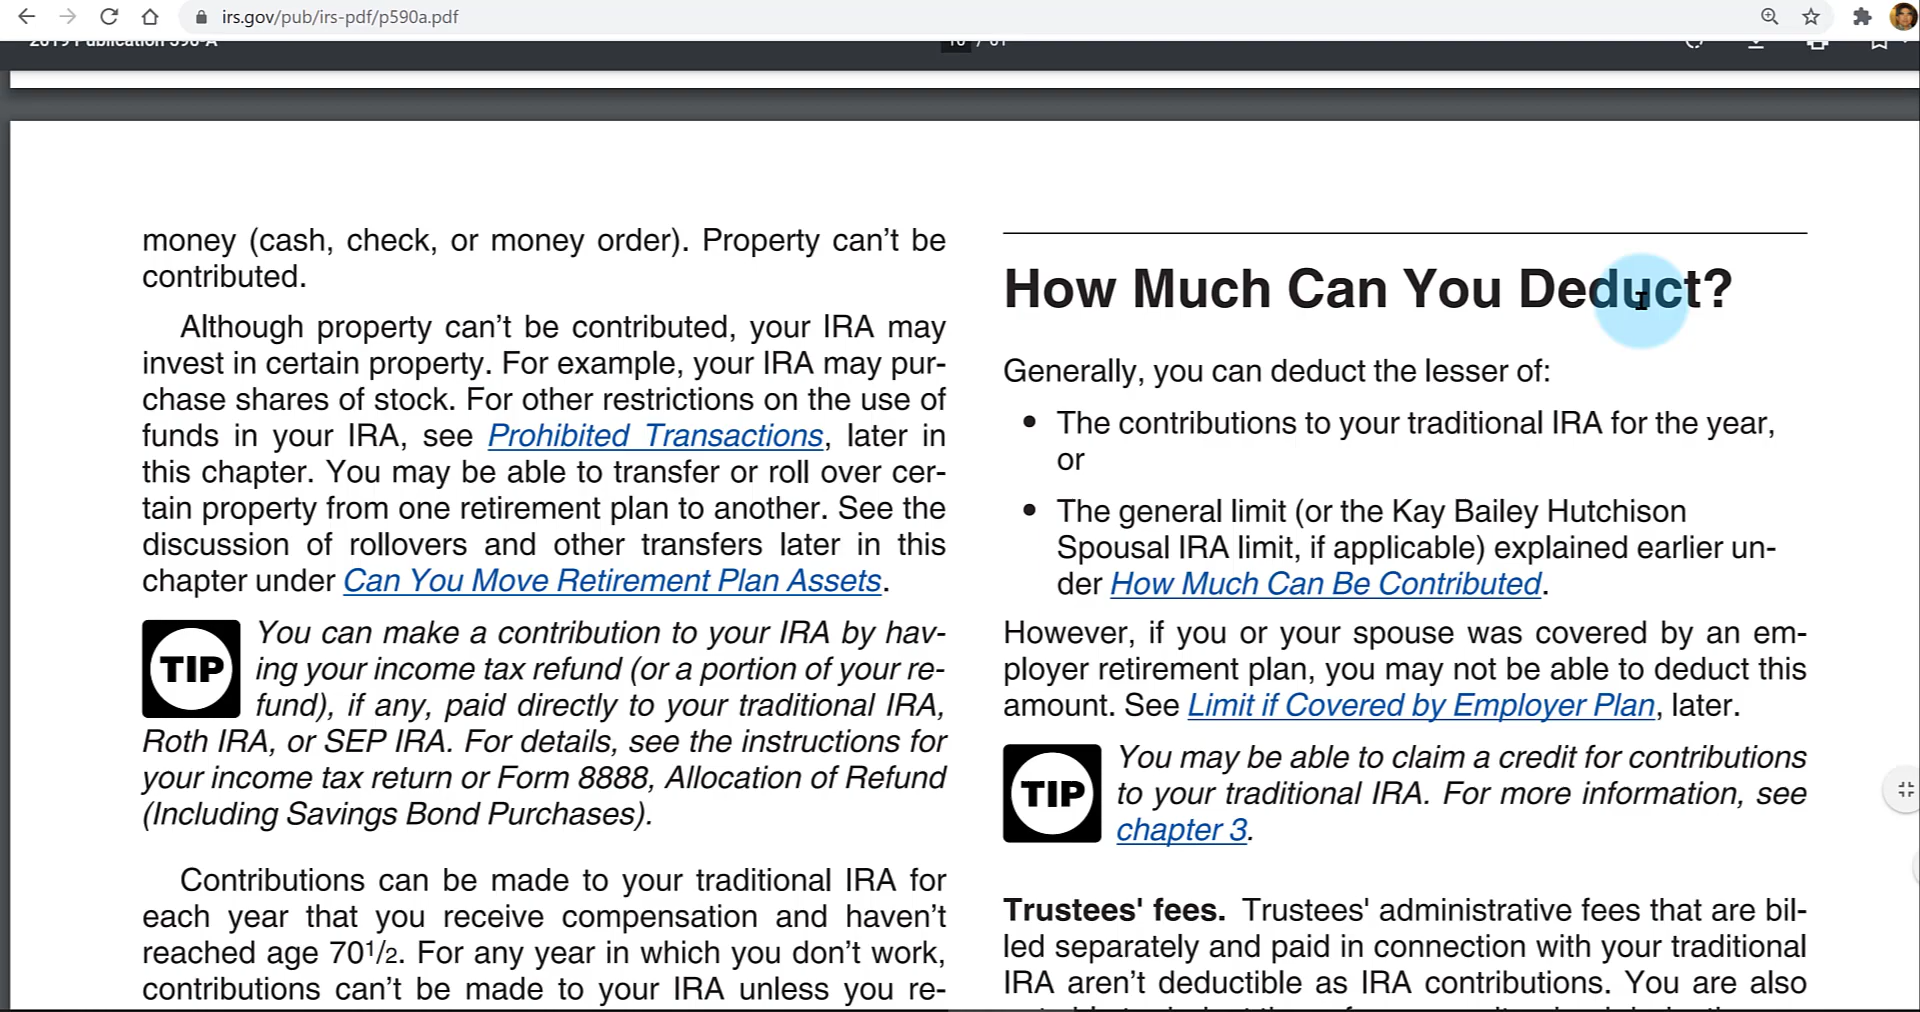 irs.gov/pub/irs-pdf/p590a.pdf
2019 Publication 590-A
money (cash, check, or money order). Property can't be
contributed.
Although property can't be contributed, your IRA may
invest in certain property. For example, your IRA may pur-
chase shares of stock. For other restrictions on the use of
funds in your IRA, see Prohibited Transactions, later in
this chapter. You may be able to transfer or roll over cer-
tain property from one retirement plan to another. See the
discussion of rollovers and other transfers later in this
chapter under Can You Move Retirement Plan Assets.
TIP
You can make a contribution to your IRA by hav-
ing your income tax refund (or a portion of your re-
fund), if any, paid directly to your traditional IRA,
Roth IRA, or SEP IRA. For details, see the instructions for
your income tax return or Form 8888, Allocation of Refund
(Including Savings Bond Purchases).
Contributions can be made to your traditional IRA for
each year that you receive compensation and haven't
reached age 70 1/2. For any year in which you don't work,
contributions can't be made to your IRA unless you re-
How Much Can You Deduct?
Generally, you can deduct the lesser of:
• The contributions to your traditional IRA for the year,
or
• The general limit (or the Kay Bailey Hutchison
Spousal IRA limit, if applicable) explained earlier un-
der How Much Can Be Contributed.
However, if you or your spouse was covered by an em-
ployer retirement plan, you may not be able to deduct this
amount. See Limit if Covered by Employer Plan, later.
TIP
You may be able to claim a credit for contributions
to your traditional IRA. For more information, see
chapter 3.
Trustees' fees. Trustees' administrative fees that are bil-
led separately and paid in connection with your traditional
IRA aren't deductible as IRA contributions. You are also